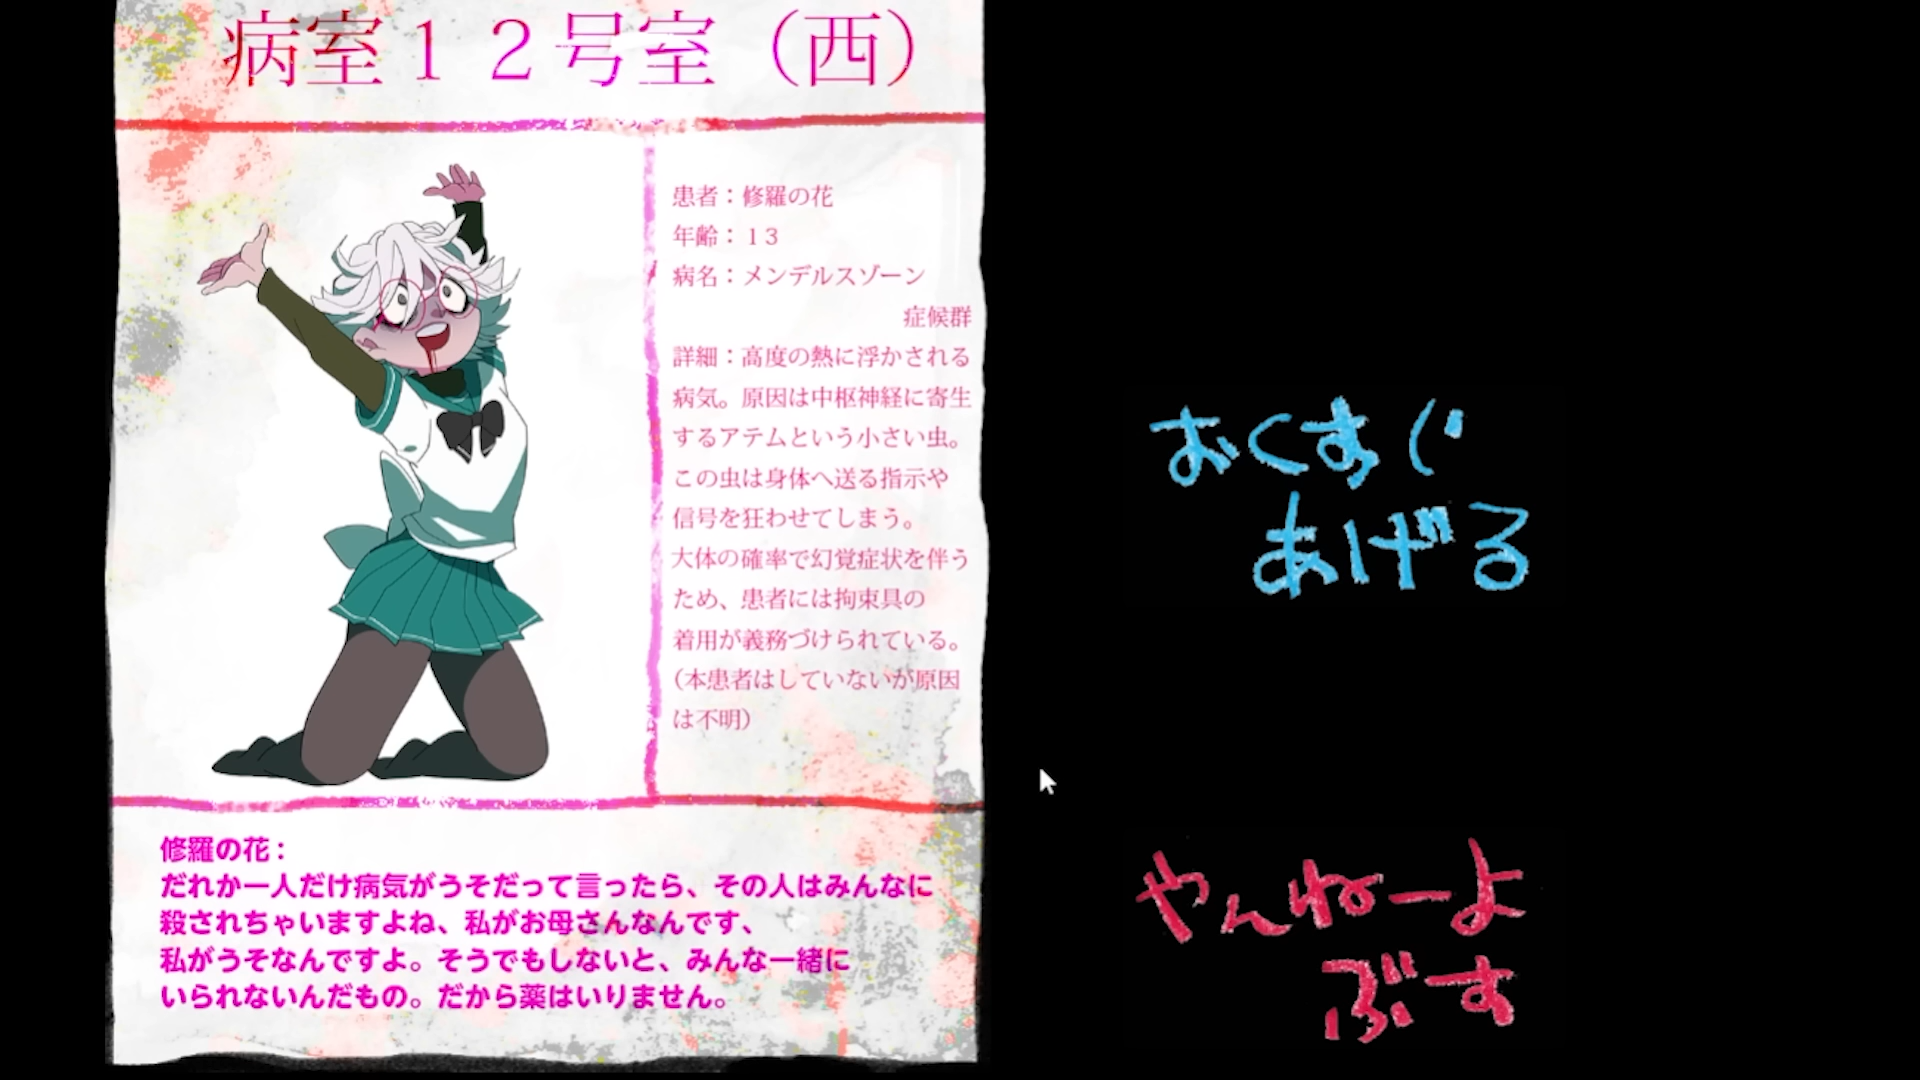 病室１２号室（西）
患者：修羅の花
年齢：１３
病名：メンデルスゾーン
症候群
詳細：高度の熱に浮かされる
病気。原因は中枢神経に寄生
するアテムという小さい虫。
この虫は身体へ送る指示や
信号を狂わせてしまう。
大体の確率で幻覚症状を伴う
ため、患者には拘束具の
着用が義務づけられている。
（本患者はしていないが原因
は不明）
修羅の花：
だれか一人だけ病気がうそだって言ったら、その人はみんなに
殺されちゃいますよね、私がお母さんなんです、
私がうそなんですよ。そうでもしないと、みんな一緒に
いられないんだもの。だから薬はいりません。
おくすぐ
あげる
やんねーよ
ぶす